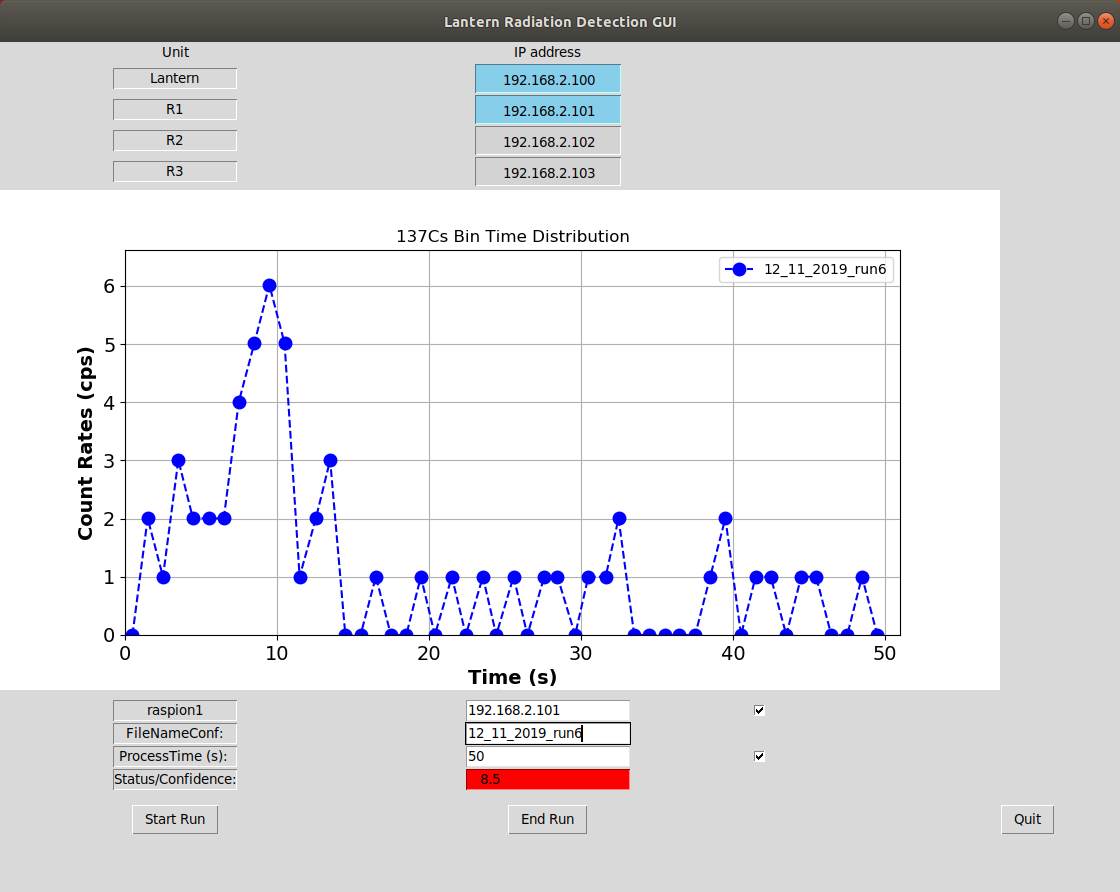 Lantern Radiation Detection GUI
Unit IP address
Lantern 192.168.2.100
R1 192.168.2.101
R2 192.168.2.102
R3 192.168.2.103
137Cs Bin Time Distribution
12_11_2019_run6
6
5
4
3
2
1
0
Count Rates (cps)
0 10 20 30 40 50
Time (s)
raspion1 192.168.2.101
FileNameConf: 12_11_2019_run6
ProcessTime (s): 50
Status/Confidence: 8.5
Start Run End Run Quit